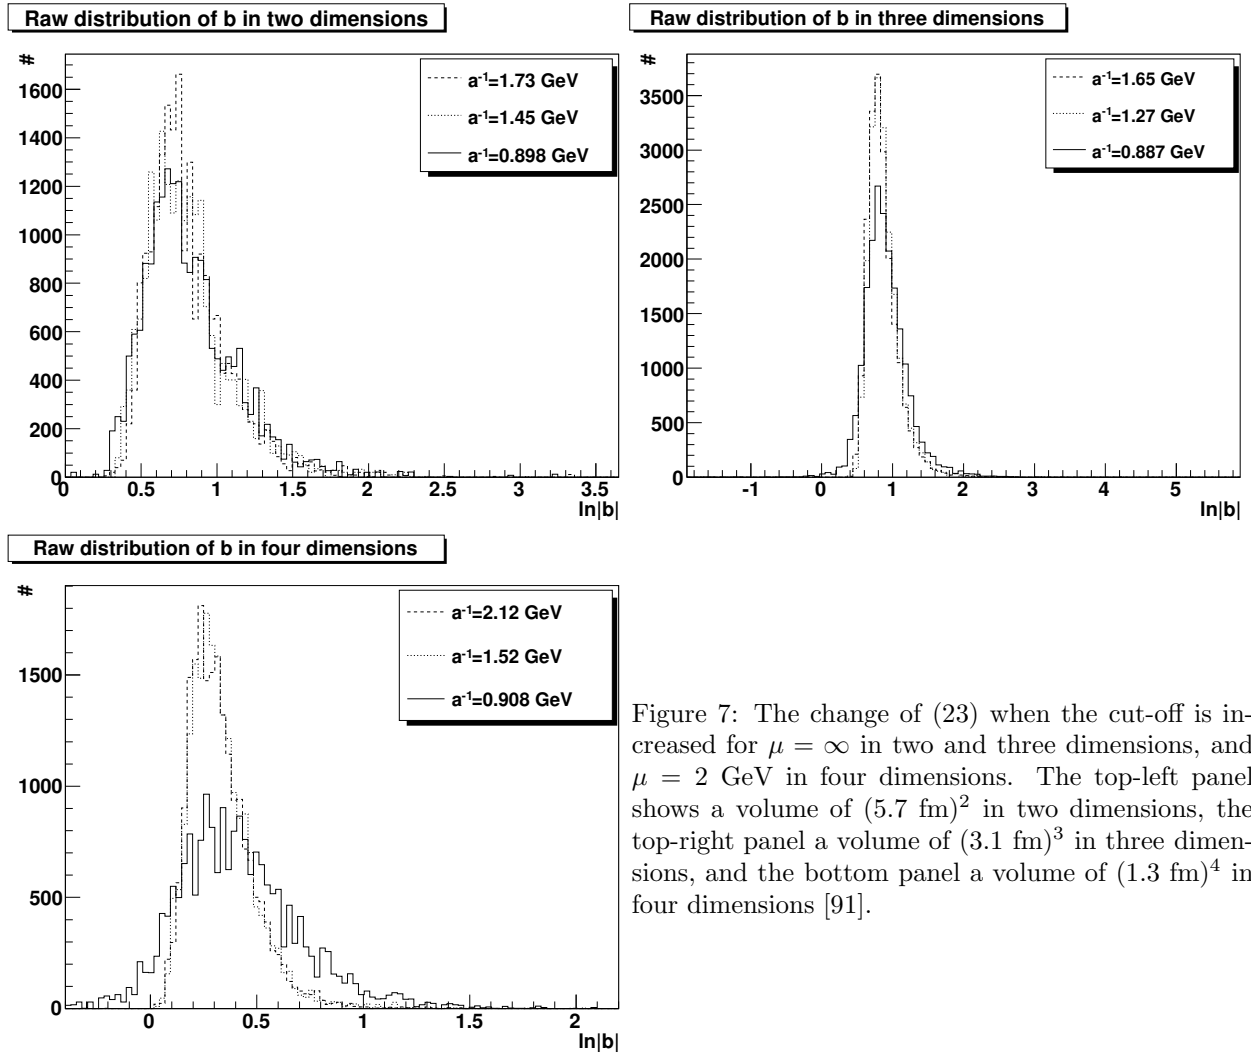 Raw distribution of b in two dimensions
#
1600
1400
1200
1000
800
600
400
200
0
0 0.5 1 1.5 2 2.5 3 3.5
ln|b|
a-1=1.73 GeV
a-1=1.45 GeV
a-1=0.898 GeV
Raw distribution of b in three dimensions
#
3500
3000
2500
2000
1500
1000
500
0
-1 0 1 2 3 4 5
ln|b|
a-1=1.65 GeV
a-1=1.27 GeV
a-1=0.887 GeV
Raw distribution of b in four dimensions
#
1500
1000
500
0
0 0.5 1 1.5 2
ln|b|
a-1=2.12 GeV
a-1=1.52 GeV
a-1=0.908 GeV
Figure 7: The change of (23) when the cut-off is in-
creased for μ = ∞ in two and three dimensions, and
μ = 2 GeV in four dimensions. The top-left panel
shows a volume of (5.7 fm)2 in two dimensions, the
top-right panel a volume of (3.1 fm)3 in three dimen-
sions, and the bottom panel a volume of (1.3 fm)4 in
four dimensions [91].